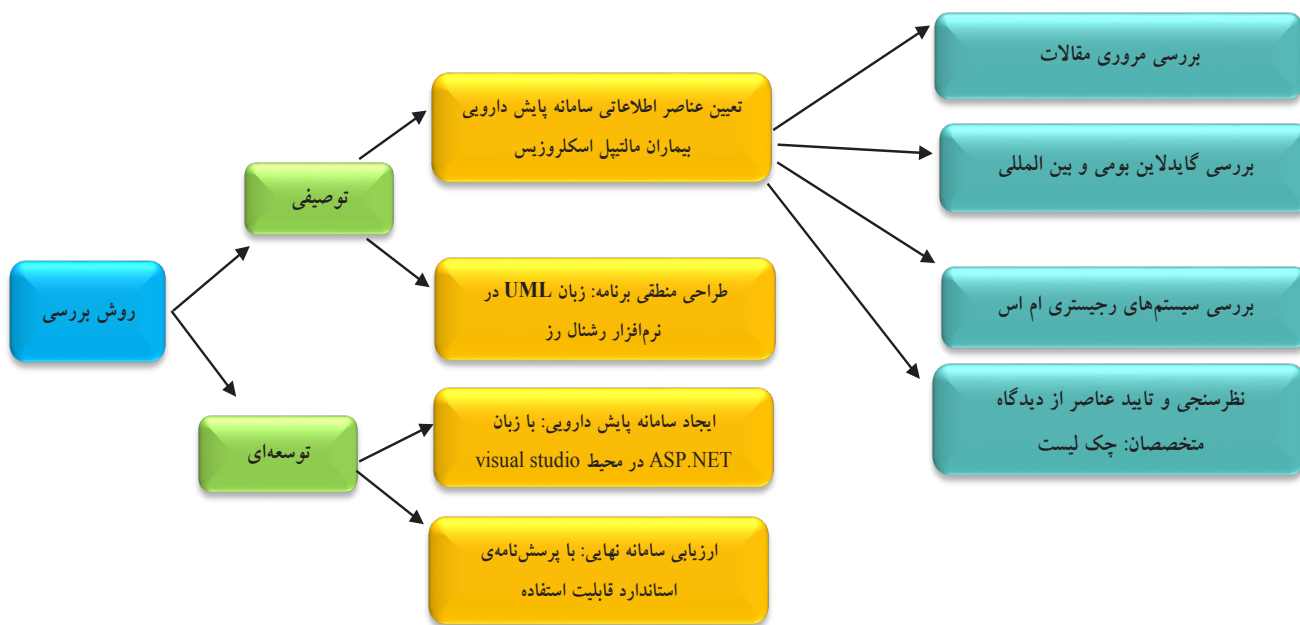 روش بررسی
توصیفی
تعیین عناصر اطلاعاتی سامانه پایش دارویی
بیماران مالتیپل اسکلروزیس
بررسی مروری مقالات
بررسی گایدلاین بومی و بین المللی
بررسی سیستم‌های رجیستری ام اس
نظرسنجی و تایید عناصر از دیدگاه
متخصصان: چک لیست
طراحی منطقی برنامه: زبان UML در
نرم‌افزار رشنال رز
توسعه‌ای
ایجاد سامانه پایش دارویی: با زبان
ASP.NET در محیط visual studio
ارزیابی سامانه نهایی: با پرسش‌نامه‌ی
استاندارد قابلیت استفاده